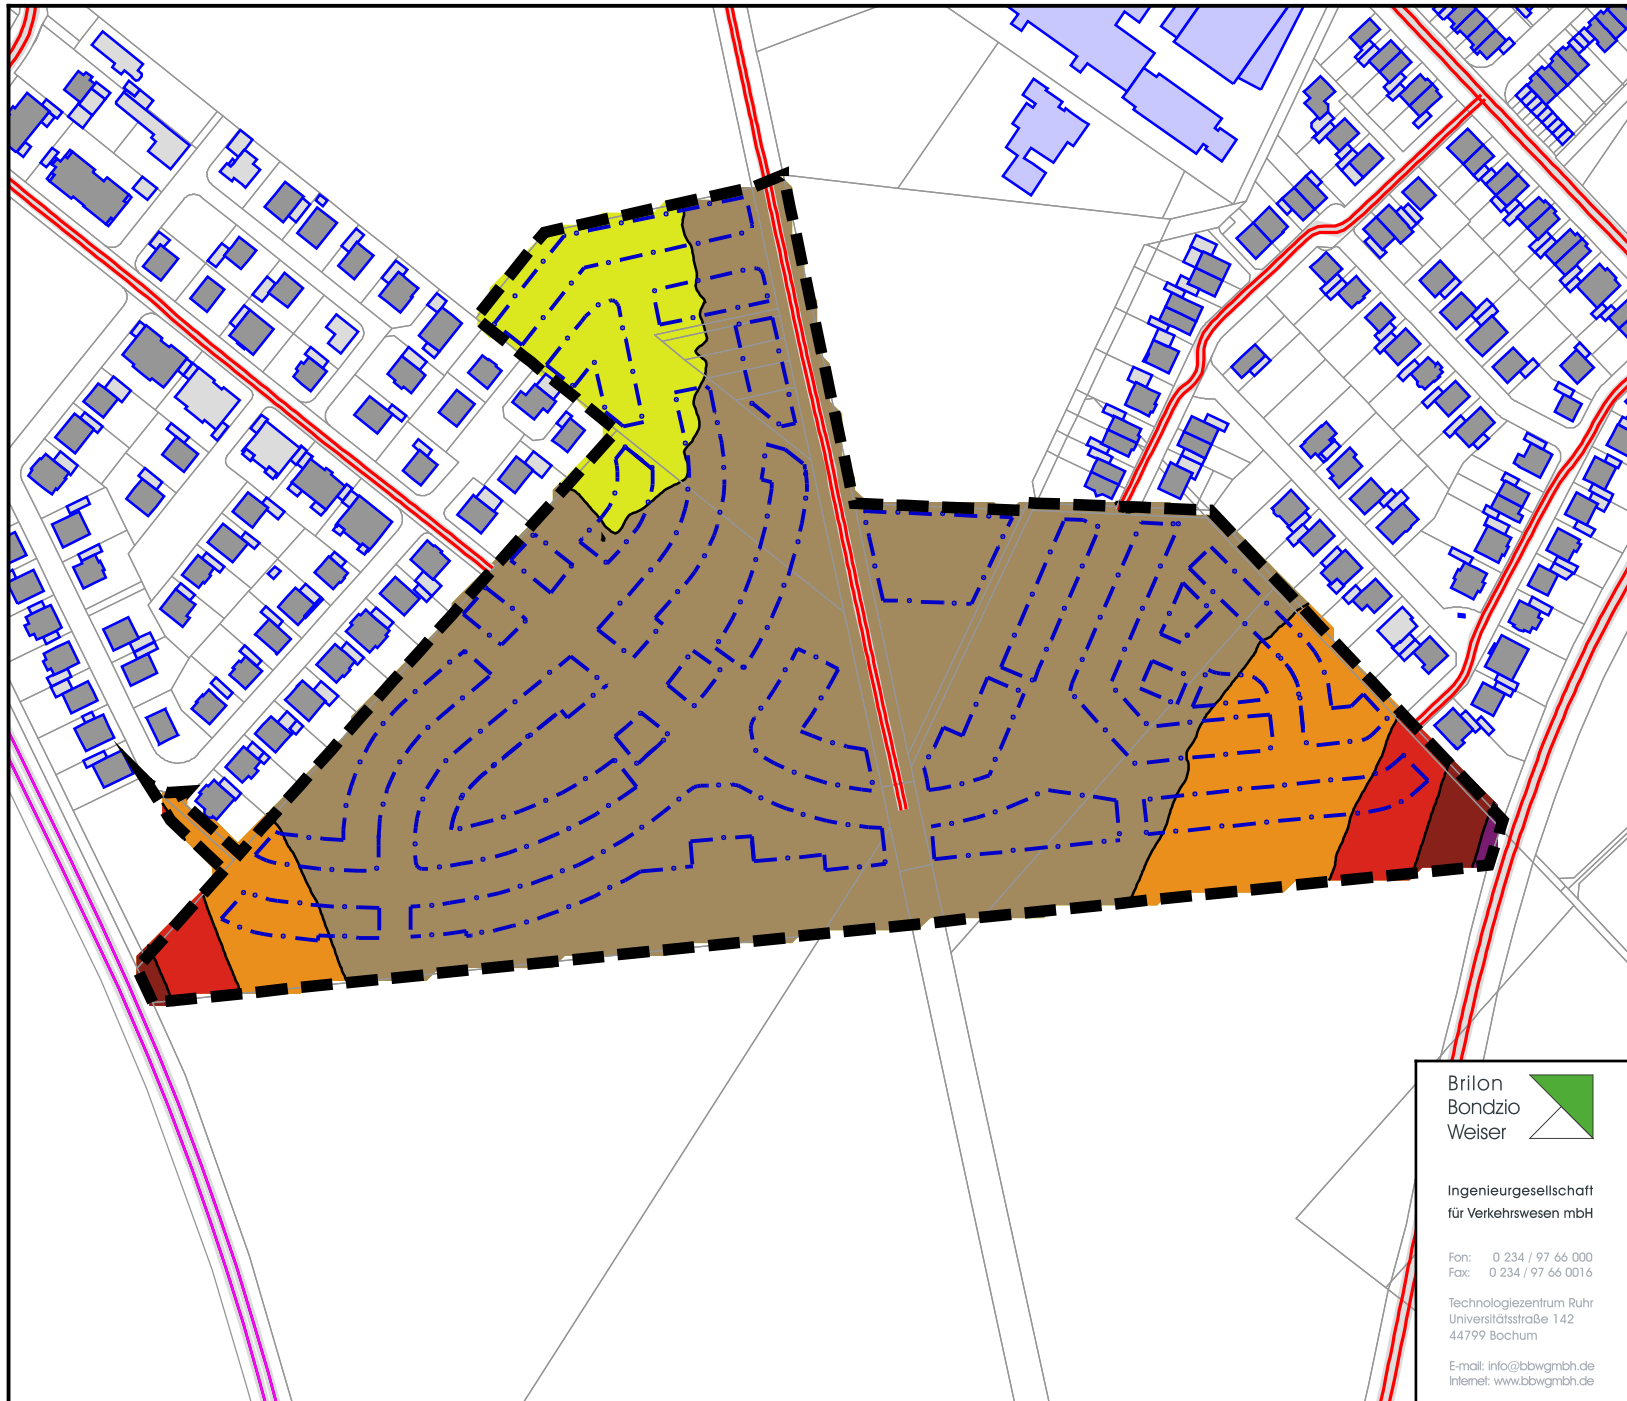 Brilon
Bondzio
Weiser
Ingenieurgesellschaft
für Verkehrswesen mbH
Fon: 0 234 / 97 66 000
Fax: 0 234 / 97 66 0016
Technologiezentrum Ruhr
Universitätsstraße 142
44799 Bochum
E-mail: info@bbwgmbh.de
Internet: www.bbwgmbh.de